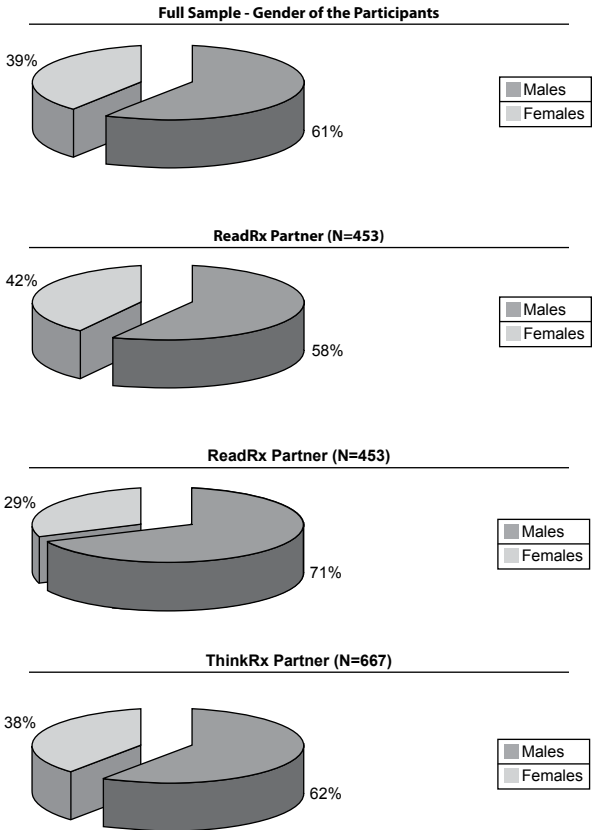 Full Sample - Gender of the Participants
39%
61%
Males
Females
ReadRx Partner (N=453)
42%
58%
Males
Females
ReadRx Partner (N=453)
29%
71%
Males
Females
ThinkRx Partner (N=667)
38%
62%
Males
Females